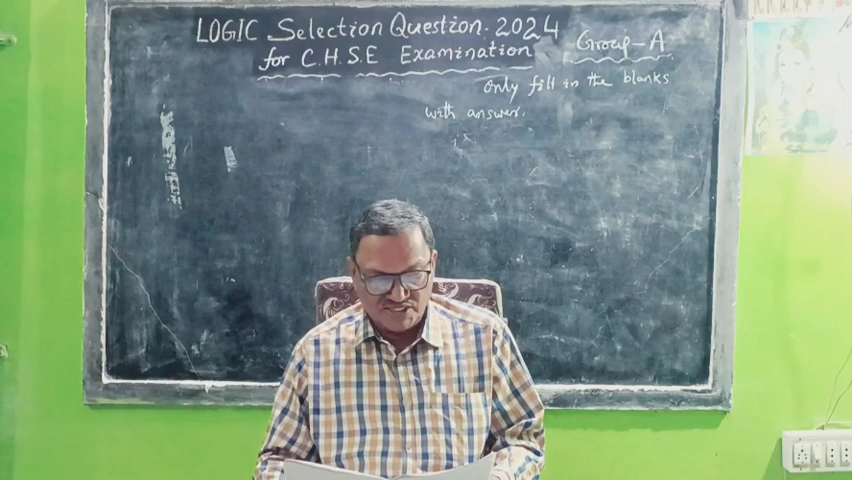 LOGIC Selection Question. 2024
for C.H.S.E Examination
Group-A
only fill in the blanks
with answer.